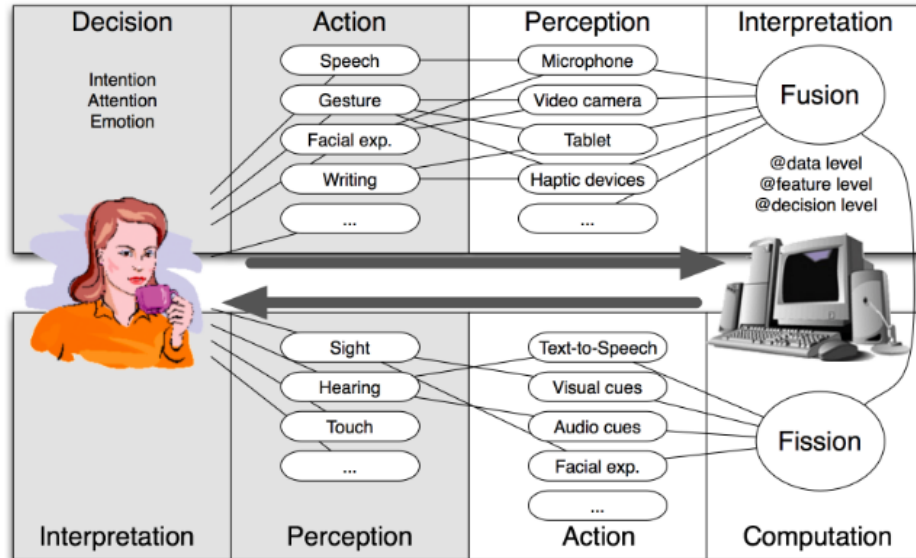 Decision
Intention
Attention
Emotion
Action
Speech
Gesture
Facial exp.
Writing
...
Perception
Microphone
Video camera
Tablet
Haptic devices
...
Interpretation
Fusion
@data level
@feature level
@decision level
Interpretation
Sight
Hearing
Touch
...
Perception
Text-to-Speech
Visual cues
Audio cues
Facial exp.
...
Action
Fission
Computation